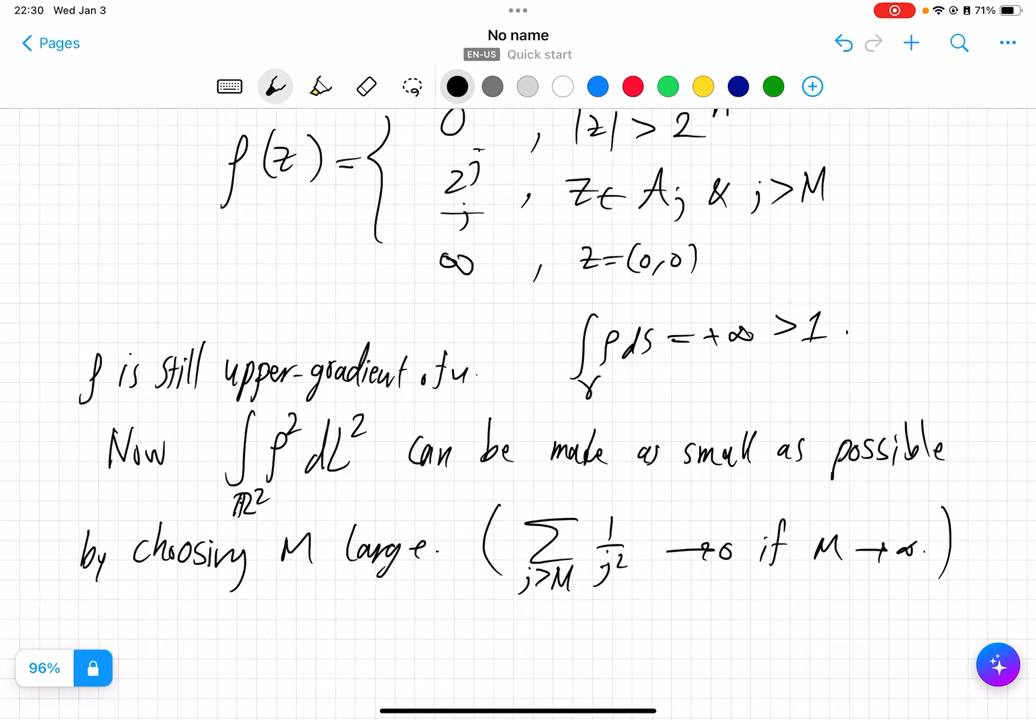 22:30 Wed Jan 3
71%
Pages
No name
EN-US Quick start
0 , |z| > 2^-M
ρ(z) = { 2^j/j , z ∈ A_j & j > M
∞ , z=(0,0)
∫_γ ρ ds = +∞ > 1.
ρ is still upper-gradient of u.
Now ∫_ℝ² ρ² dL² can be made as small as possible
by choosing M large. ( ∑_{j>M} 1/j² → 0 if M → ∞. )
96%